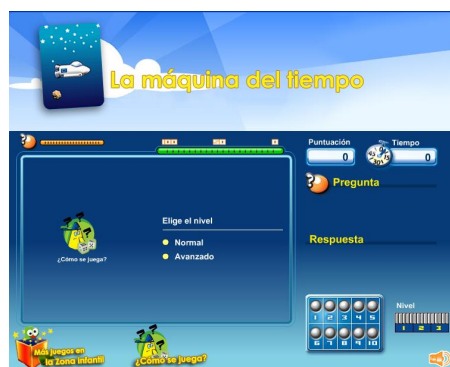 La máquina del tiempo
Puntuación
Tiempo
0
0
Pregunta
Elige el nivel
Normal
Avanzado
¿Cómo se juega?
Respuesta
Nivel
1 2 3 4 5
1 2 3
6 7 8 9 10
Más juegos en
la Zona Infantil
¿Cómo se juega?